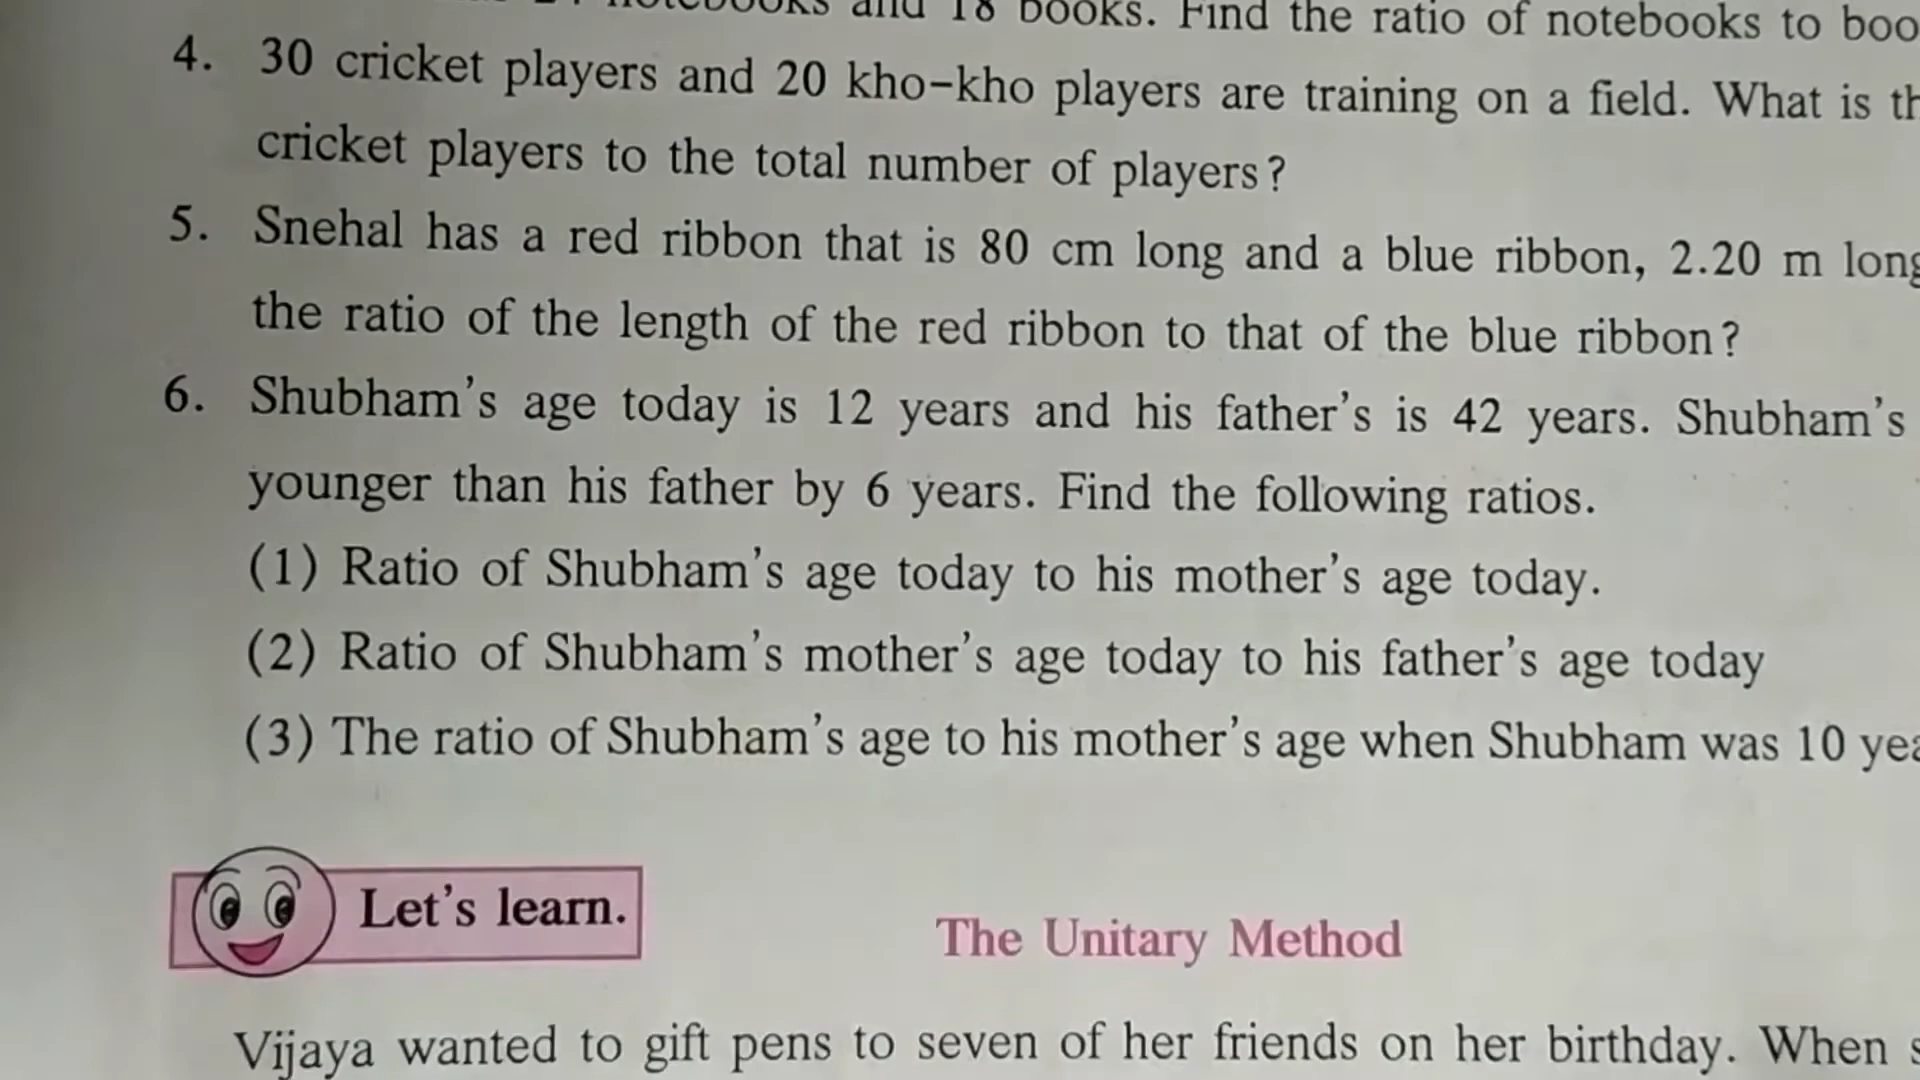 notebooks and 18 books. Find the ratio of notebooks to
4. 30 cricket players and 20 kho-kho players are training on a field. What is
cricket players to the total number of players?
5. Snehal has a red ribbon that is 80 cm long and a blue ribbon, 2.20 m long
the ratio of the length of the red ribbon to that of the blue ribbon?
6. Shubham's age today is 12 years and his father's is 42 years. Shubham's
younger than his father by 6 years. Find the following ratios.
(1) Ratio of Shubham's age today to his mother's age today.
(2) Ratio of Shubham's mother's age today to his father's age today
(3) The ratio of Shubham's age to his mother's age when Shubham was 10
Let's learn.
The Unitary Method
Vijaya wanted to gift pens to seven of her friends on her birthday. When